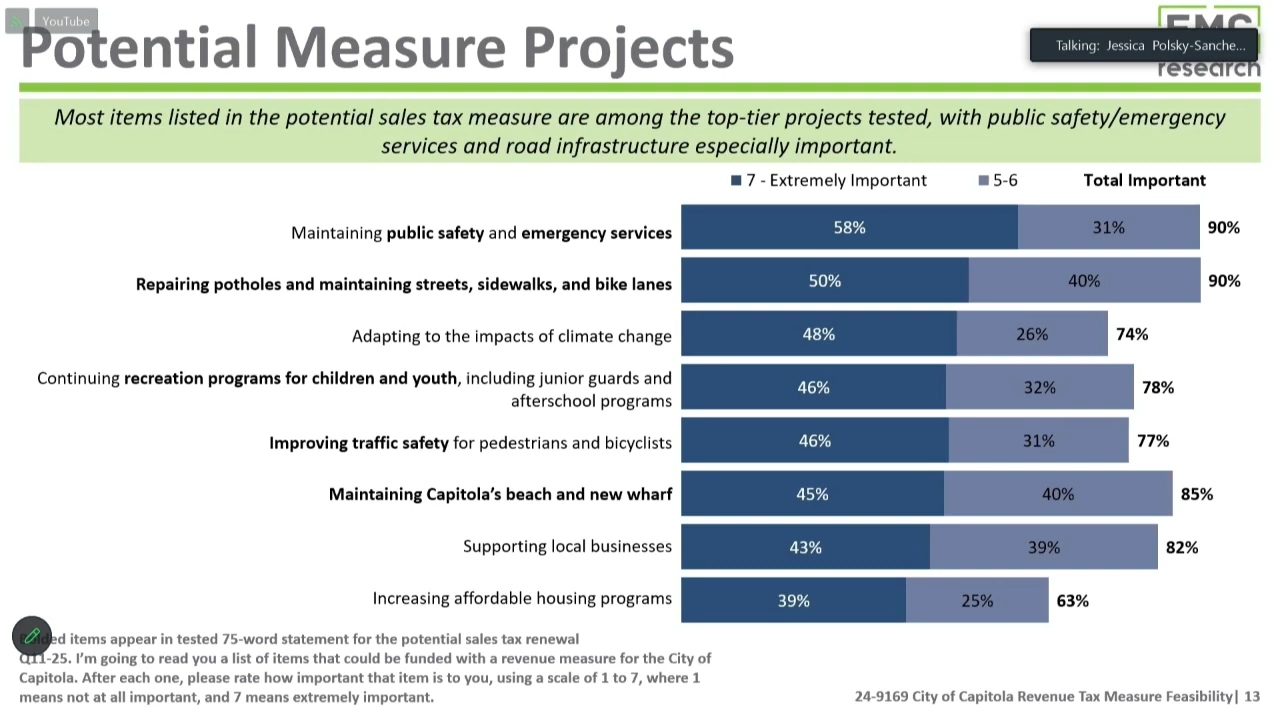 YouTube
Potential Measure Projects
EMC
research
Talking: Jessica Polsky-Sanche...
Most items listed in the potential sales tax measure are among the top-tier projects tested, with public safety/emergency
services and road infrastructure especially important.
7 - Extremely Important 5-6 Total Important
Maintaining public safety and emergency services 58% 31% 90%
Repairing potholes and maintaining streets, sidewalks, and bike lanes 50% 40% 90%
Adapting to the impacts of climate change 48% 26% 74%
Continuing recreation programs for children and youth, including junior guards and
afterschool programs 46% 32% 78%
Improving traffic safety for pedestrians and bicyclists 46% 31% 77%
Maintaining Capitola’s beach and new wharf 45% 40% 85%
Supporting local businesses 43% 39% 82%
Increasing affordable housing programs 39% 25% 63%
items appear in tested 75-word statement for the potential sales tax renewal
Q11-25. I’m going to read you a list of items that could be funded with a revenue measure for the City of
Capitola. After each one, please rate how important that item is to you, using a scale of 1 to 7, where 1
means not at all important, and 7 means extremely important.
24-9169 City of Capitola Revenue Tax Measure Feasibility| 13